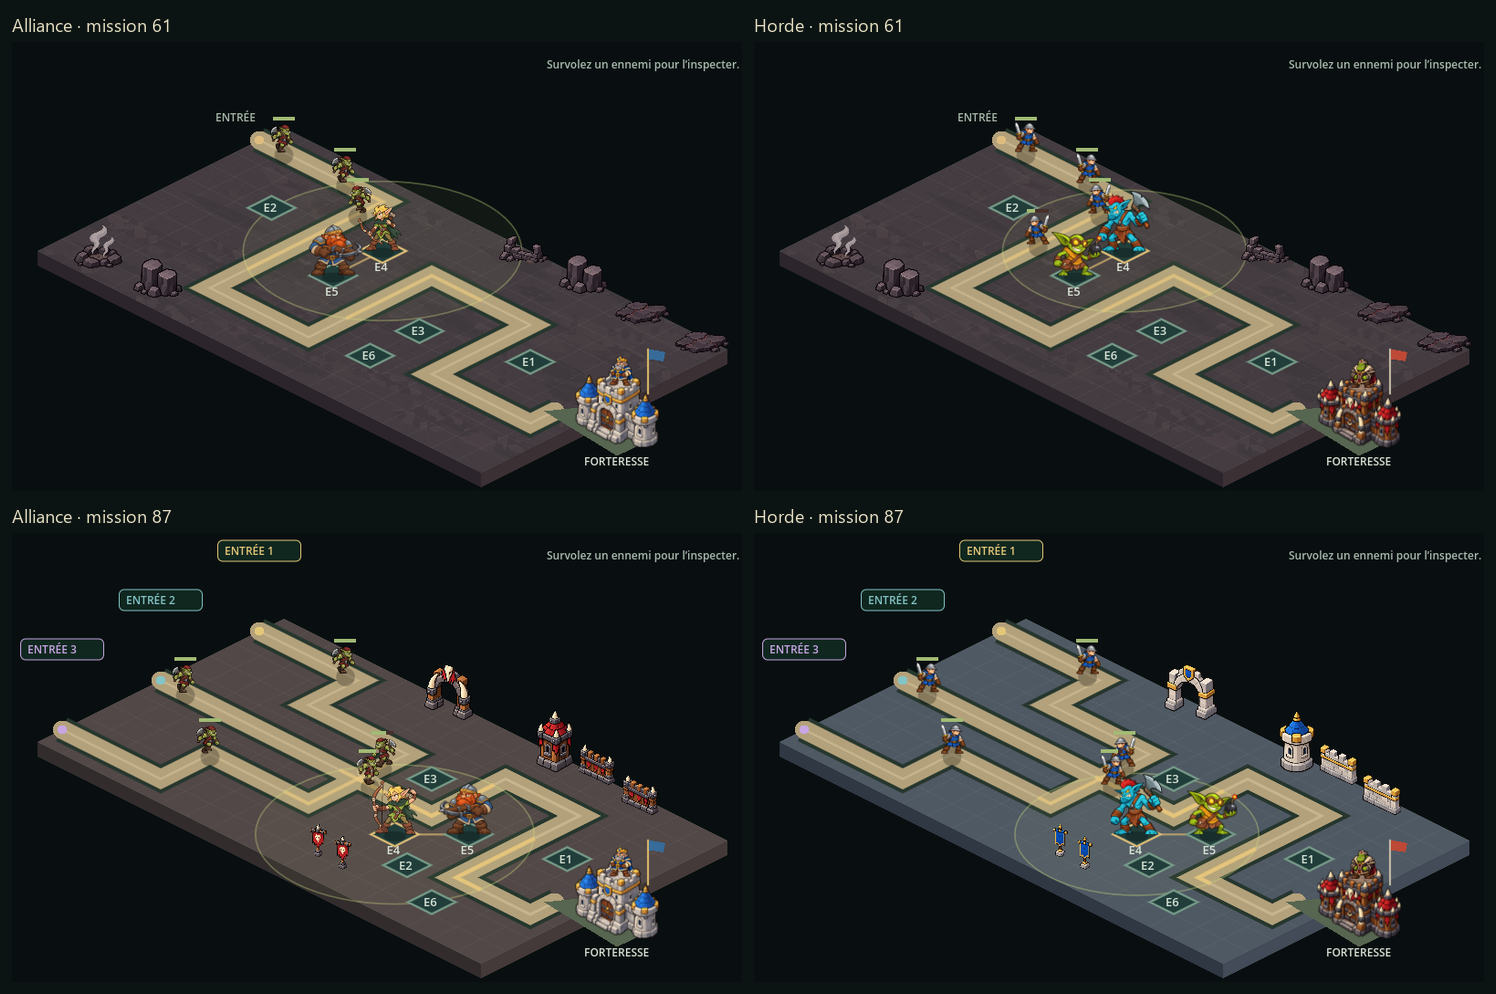 Alliance · mission 61
Survolez un ennemi pour l'inspecter.
ENTRÉE
E2
E4
E5
E3
E6
E1
FORTERESSE
Horde · mission 61
Survolez un ennemi pour l'inspecter.
ENTRÉE
E2
E4
E5
E3
E6
E1
FORTERESSE
Alliance · mission 87
ENTRÉE 1
Survolez un ennemi pour l'inspecter.
ENTRÉE 2
ENTRÉE 3
E3
E4
E5
E2
E1
E6
FORTERESSE
Horde · mission 87
ENTRÉE 1
Survolez un ennemi pour l'inspecter.
ENTRÉE 2
ENTRÉE 3
E3
E4
E5
E2
E1
E6
FORTERESSE